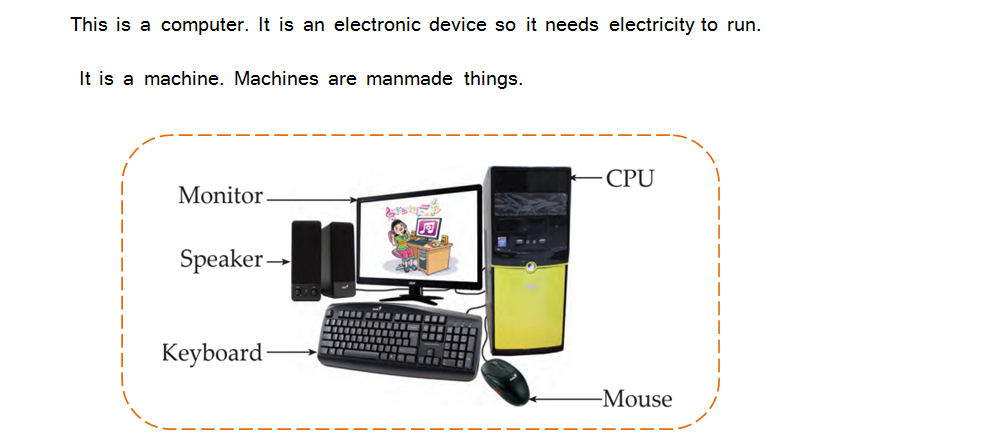 This is a computer. It is an electronic device so it needs electricity to run.
It is a machine. Machines are manmade things.
CPU
Monitor
Speaker
Keyboard
Mouse